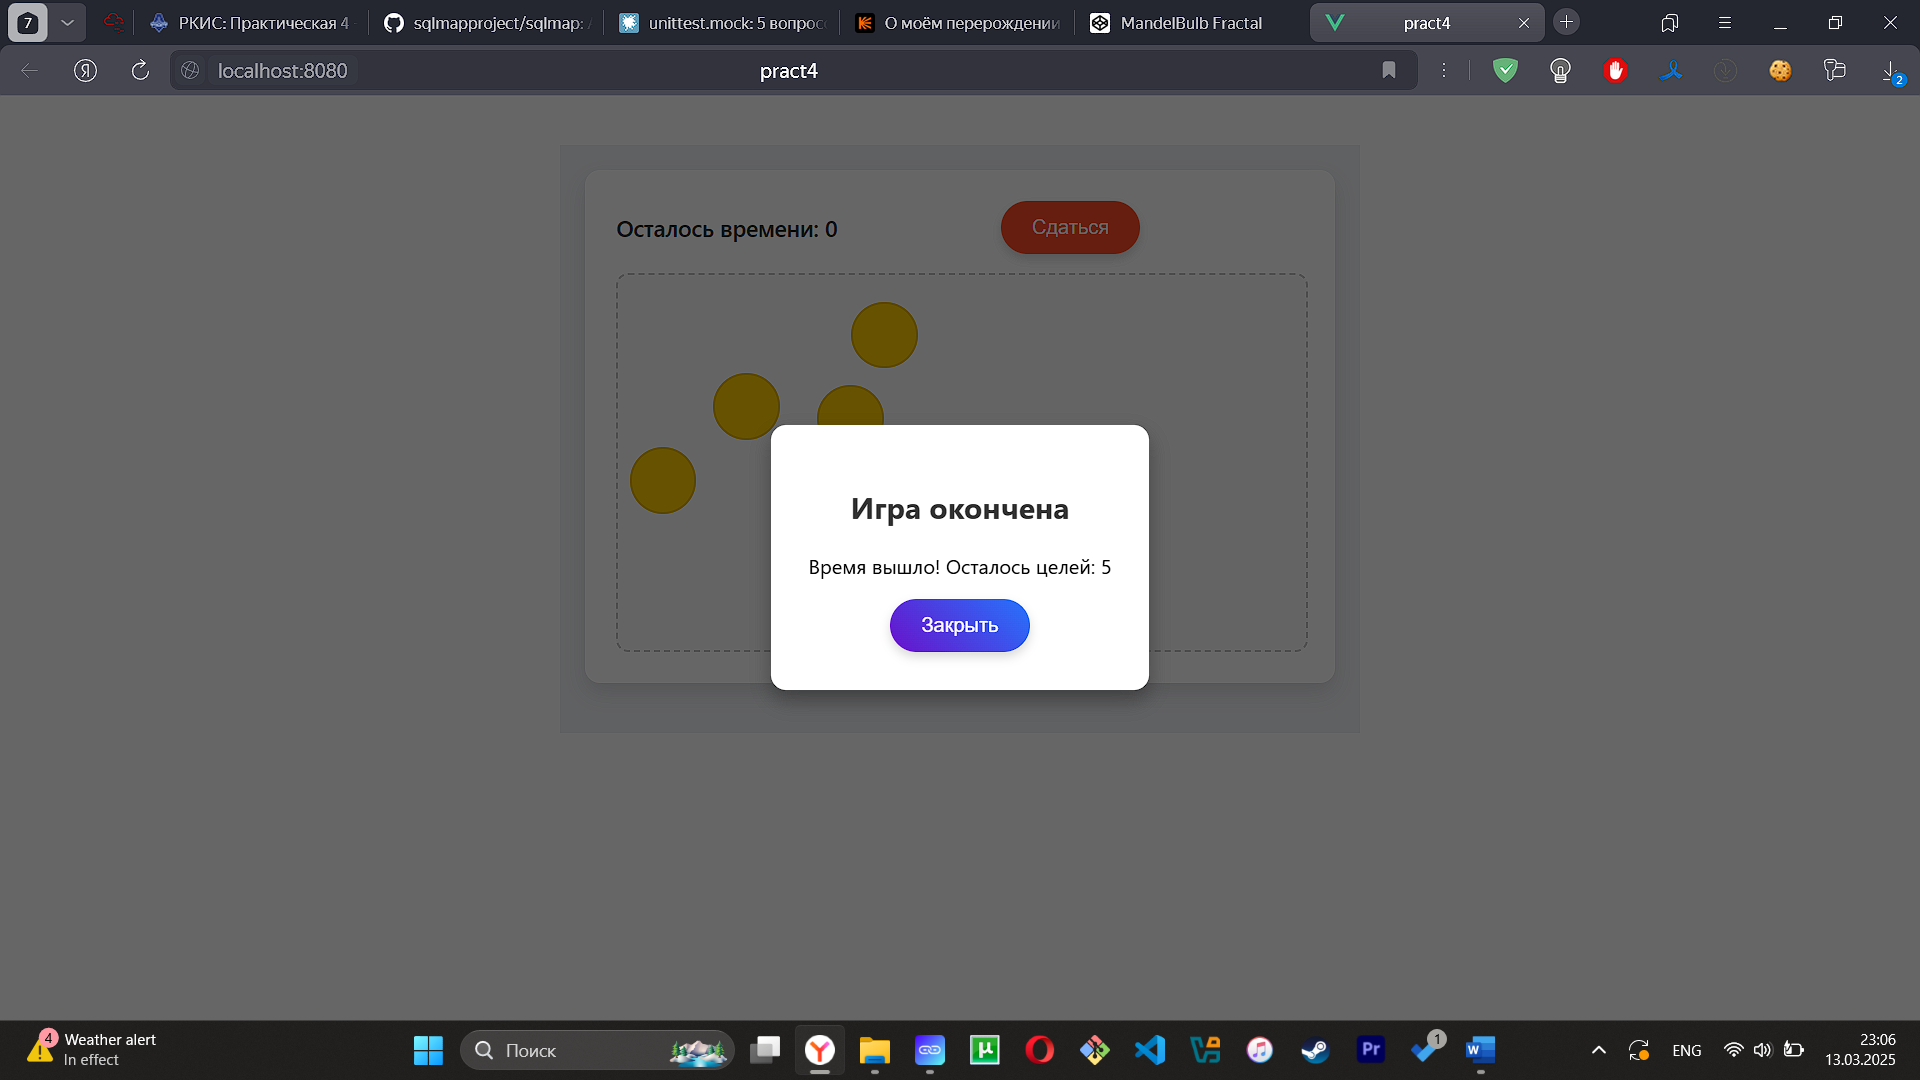 7
РКИС: Практическая 4
sqlmapproject/sqlmap:
unittest.mock: 5 вопрос
О моём перерождении
MandelBulb Fractal
pract4
localhost:8080
pract4
2
Осталось времени: 0
Сдаться
Игра окончена
Время вышло! Осталось целей: 5
Закрыть
4
Weather alert
In effect
Поиск
Pr
1
ENG
23:06
13.03.2025